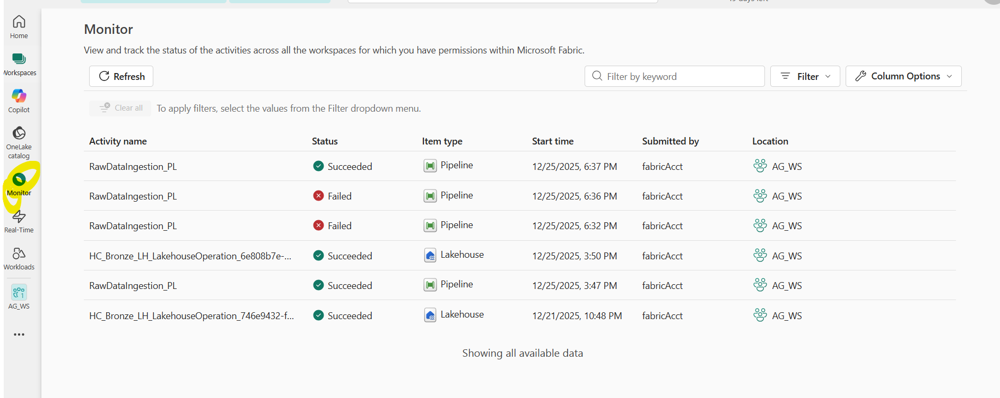 19 days left
Home
Workspaces
Copilot
OneLake
catalog
Monitor
Real-Time
Workloads
1
AG_WS
Monitor
View and track the status of the activities across all the workspaces for which you have permissions within Microsoft Fabric.
Refresh
Filter by keyword
Filter
Column Options
Clear all
To apply filters, select the values from the Filter dropdown menu.
Activity name Status Item type Start time Submitted by Location
RawDataIngestion_PL Succeeded Pipeline 12/25/2025, 6:37 PM fabricAcct AG_WS
RawDataIngestion_PL Failed Pipeline 12/25/2025, 6:36 PM fabricAcct AG_WS
RawDataIngestion_PL Failed Pipeline 12/25/2025, 6:32 PM fabricAcct AG_WS
HC_Bronze_LH_LakehouseOperation_6e808b7e-... Succeeded Lakehouse 12/25/2025, 3:50 PM fabricAcct AG_WS
RawDataIngestion_PL Succeeded Pipeline 12/25/2025, 3:47 PM fabricAcct AG_WS
HC_Bronze_LH_LakehouseOperation_746e9432-f... Succeeded Lakehouse 12/21/2025, 10:48 PM fabricAcct AG_WS
Showing all available data